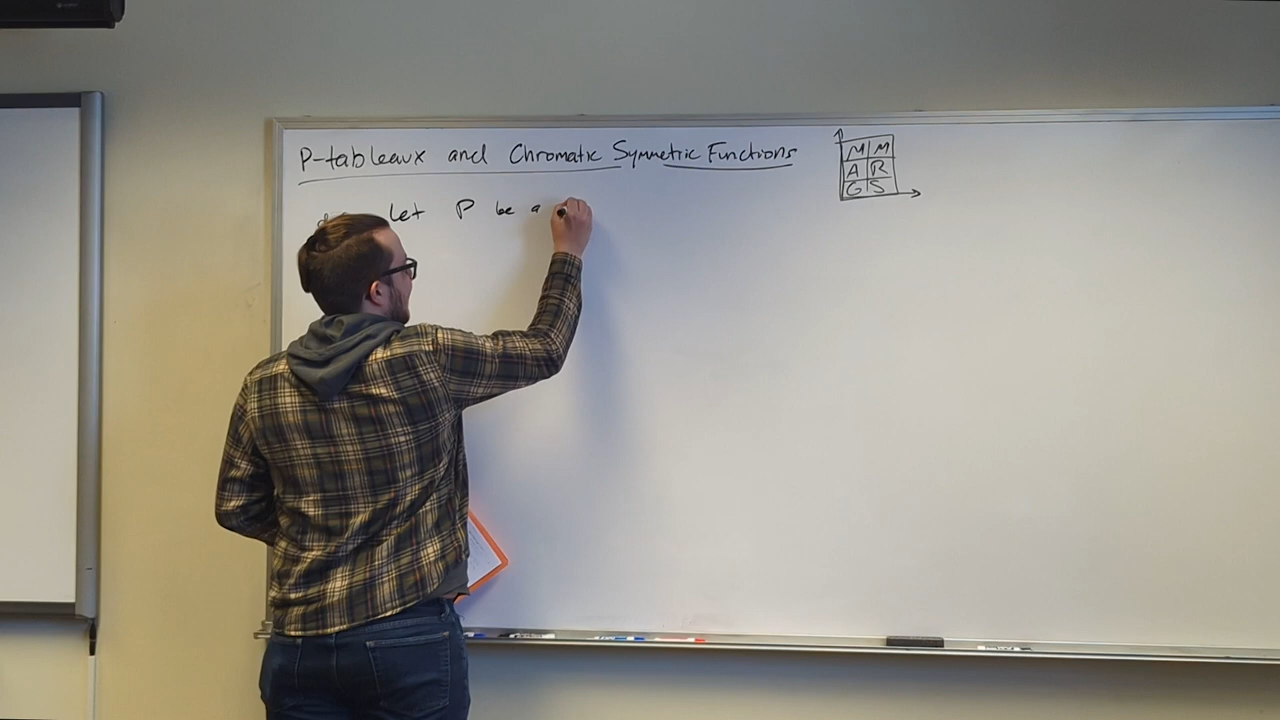 P-tableaux and Chromatic Symmetric Functions
M M
A R
G S
Let P be a